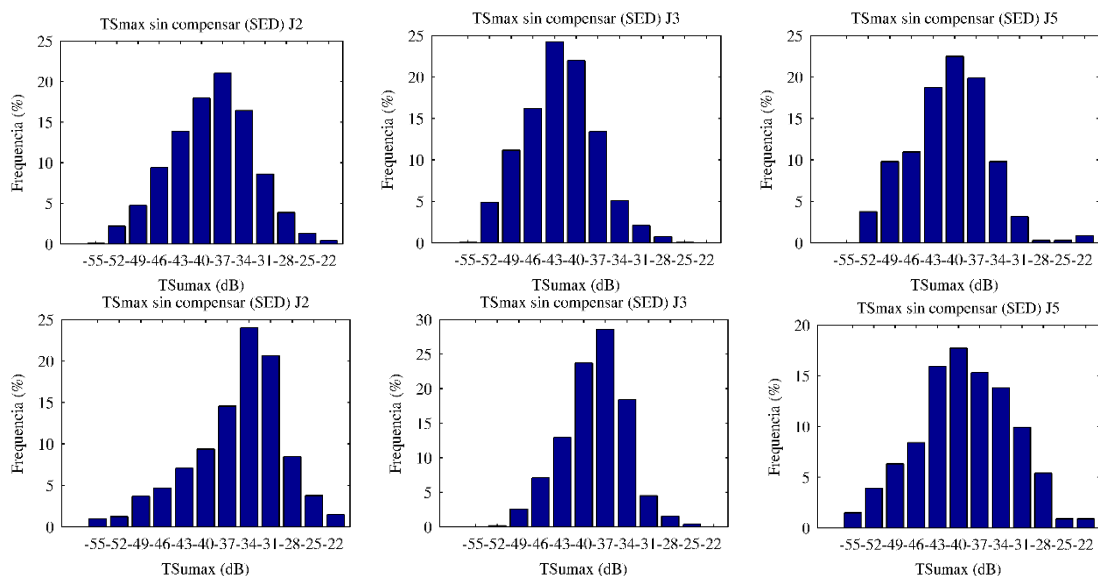 TSmax sin compensar (SED) J2
25
20
15
10
5
0
Frequencia (%)
-55-52-49-46-43-40-37-34-31-28-25-22
TSumax (dB)
TSmax sin compensar (SED) J3
25
20
15
10
5
0
Frequencia (%)
-55-52-49-46-43-40-37-34-31-28-25-22
TSumax (dB)
TSmax sin compensar (SED) J5
25
20
15
10
5
0
Frequencia (%)
-55-52-49-46-43-40-37-34-31-28-25-22
TSumax (dB)
TSmax sin compensar (SED) J2
25
20
15
10
5
0
Frequencia (%)
-55-52-49-46-43-40-37-34-31-28-25-22
TSumax (dB)
TSmax sin compensar (SED) J3
30
25
20
15
10
5
0
Frequencia (%)
-55-52-49-46-43-40-37-34-31-28-25-22
TSumax (dB)
TSmax sin compensar (SED) J5
20
15
10
5
0
Frequencia (%)
-55-52-49-46-43-40-37-34-31-28-25-22
TSumax (dB)